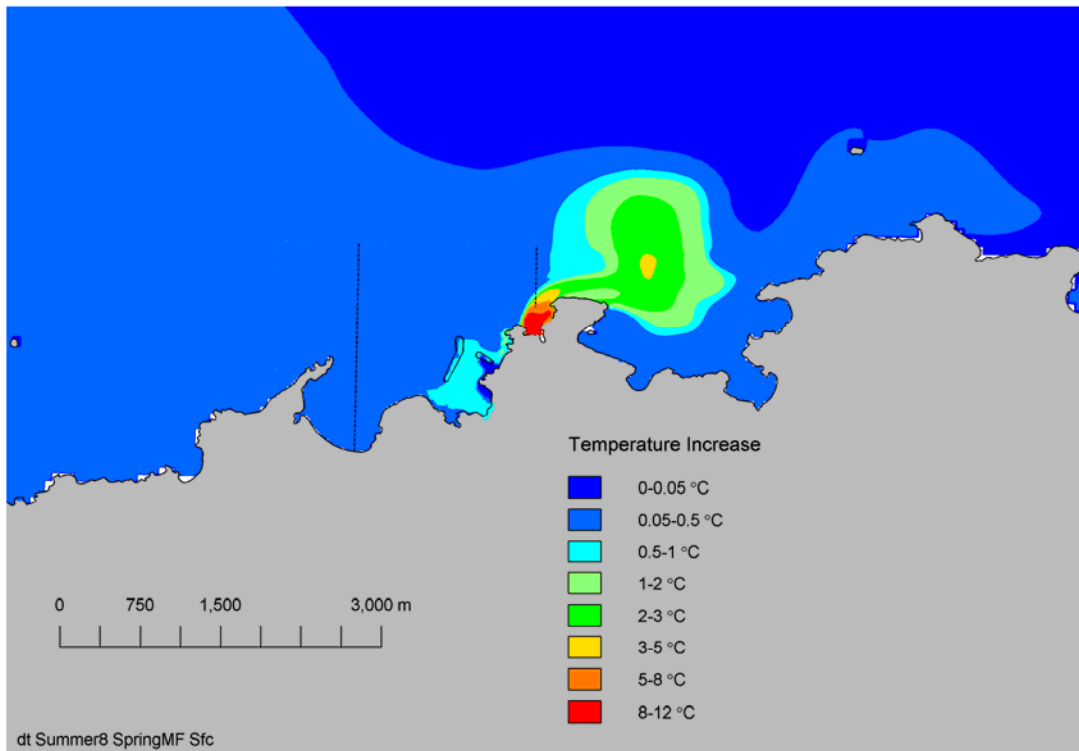 Temperature Increase
0-0.05 °C
0.05-0.5 °C
0.5-1 °C
1-2 °C
2-3 °C
3-5 °C
5-8 °C
8-12 °C
0 750 1,500 3,000 m
dt Summer8 SpringMF Sfc